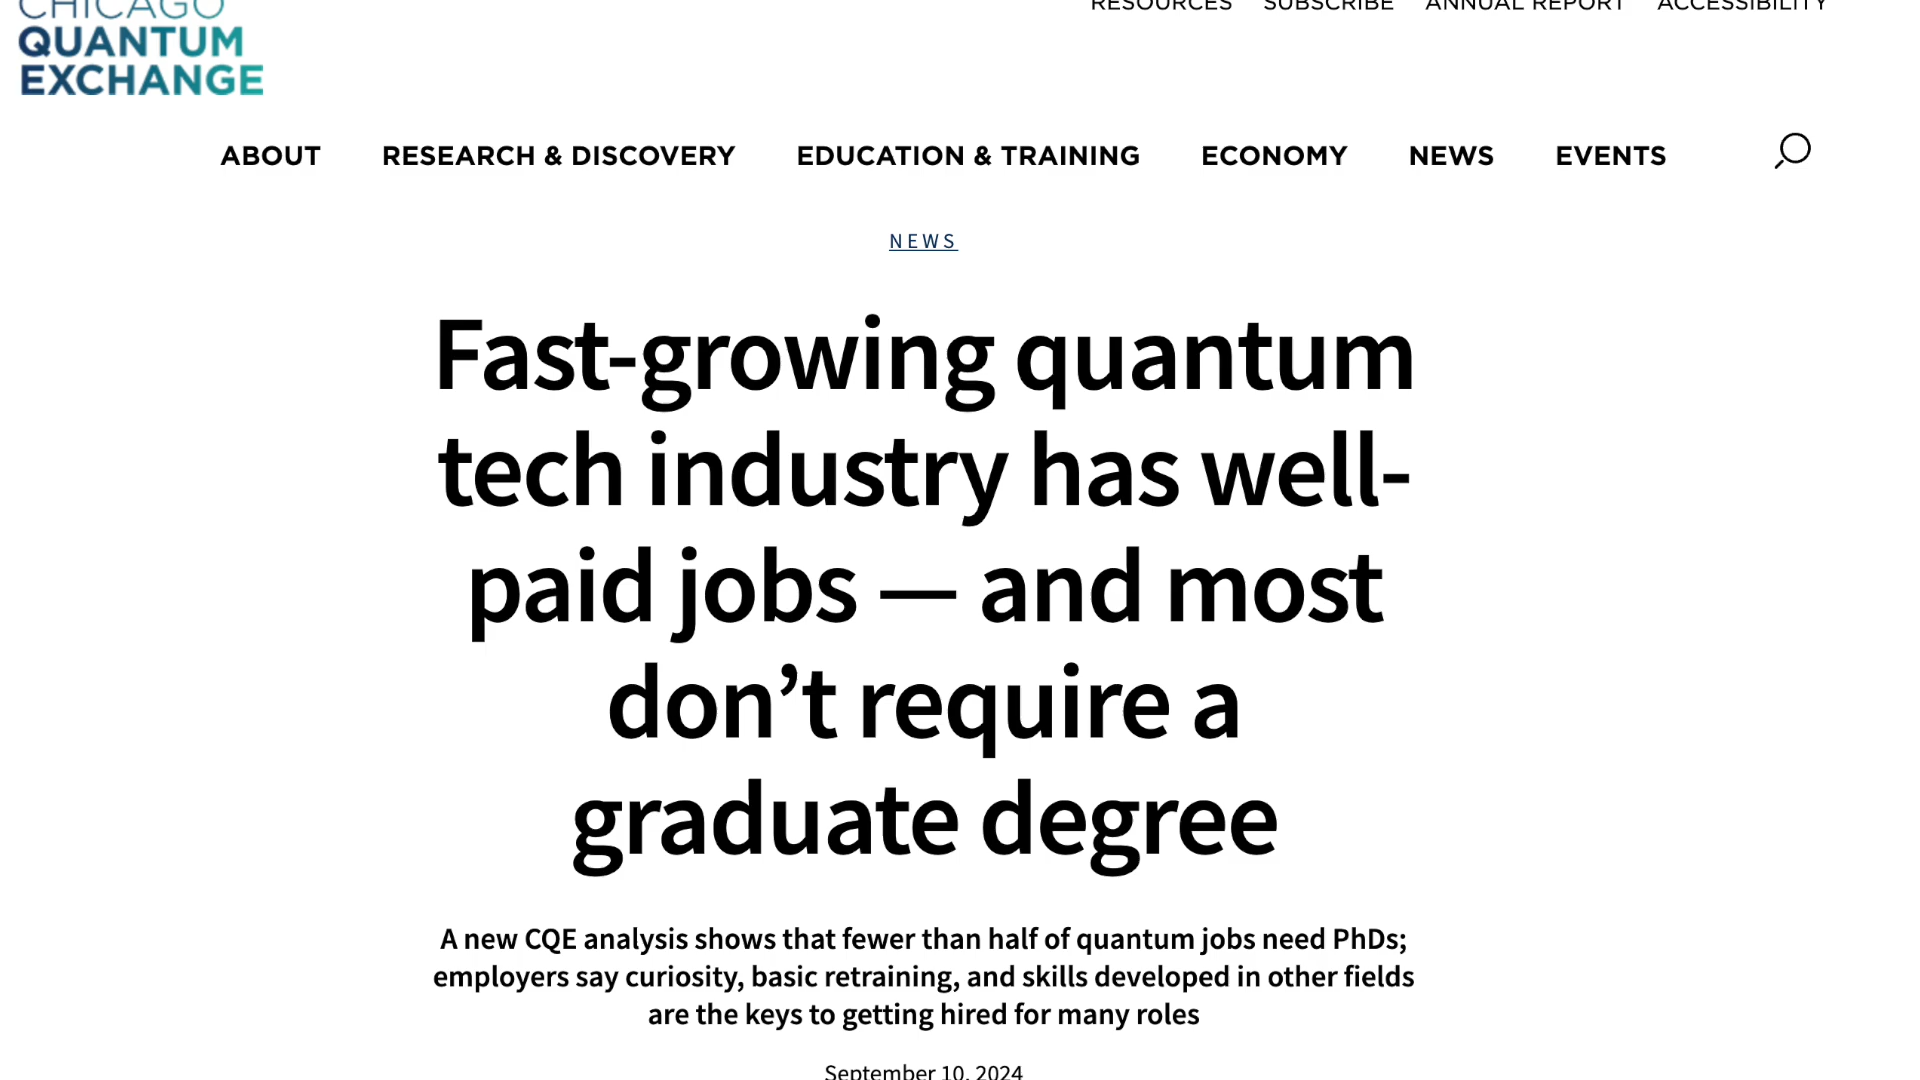 CHICAGO
QUANTUM
EXCHANGE
RESOURCES SUBSCRIBE ANNUAL REPORT ACCESSIBILITY
ABOUT RESEARCH & DISCOVERY EDUCATION & TRAINING ECONOMY NEWS EVENTS
NEWS
Fast-growing quantum
tech industry has well-
paid jobs — and most
don’t require a
graduate degree
A new CQE analysis shows that fewer than half of quantum jobs need PhDs;
employers say curiosity, basic retraining, and skills developed in other fields
are the keys to getting hired for many roles
September 10, 2024